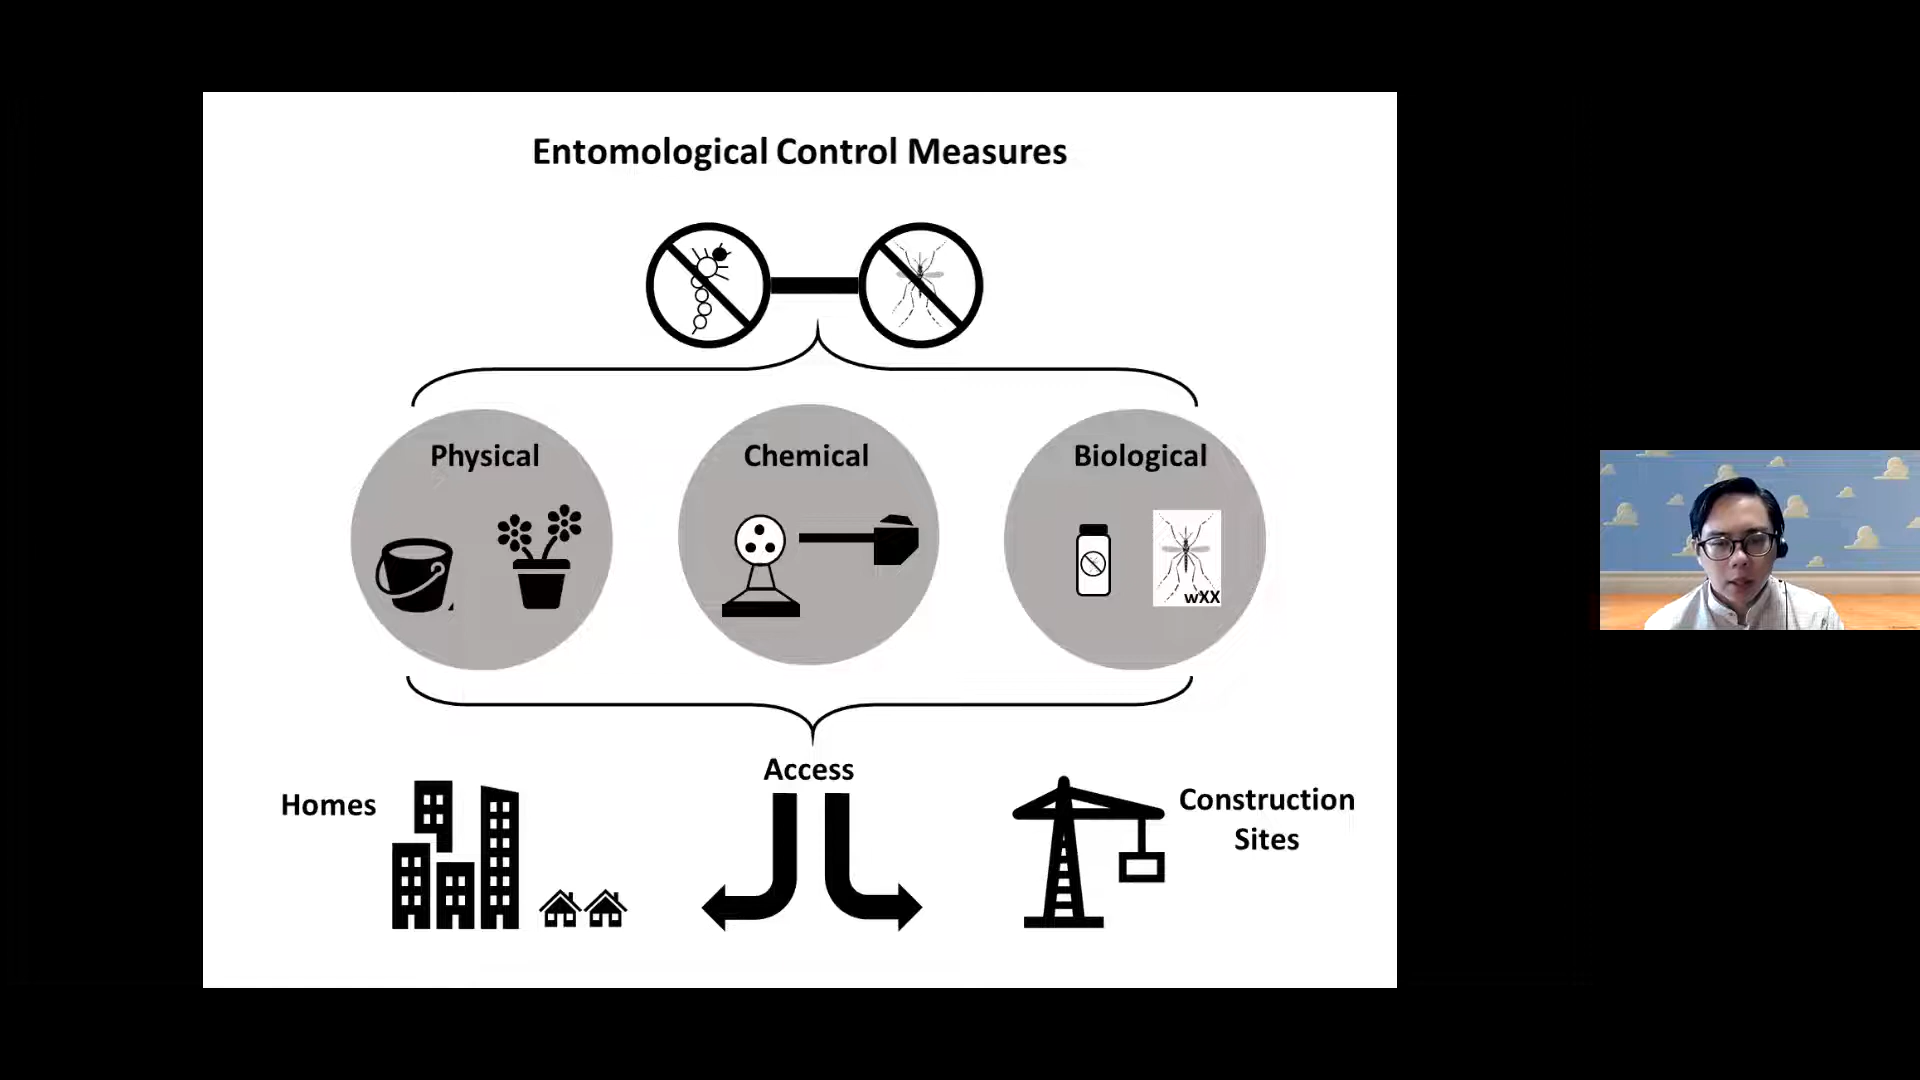 Entomological Control Measures
Physical
Chemical
Biological
wXX
Access
Homes
Construction
Sites